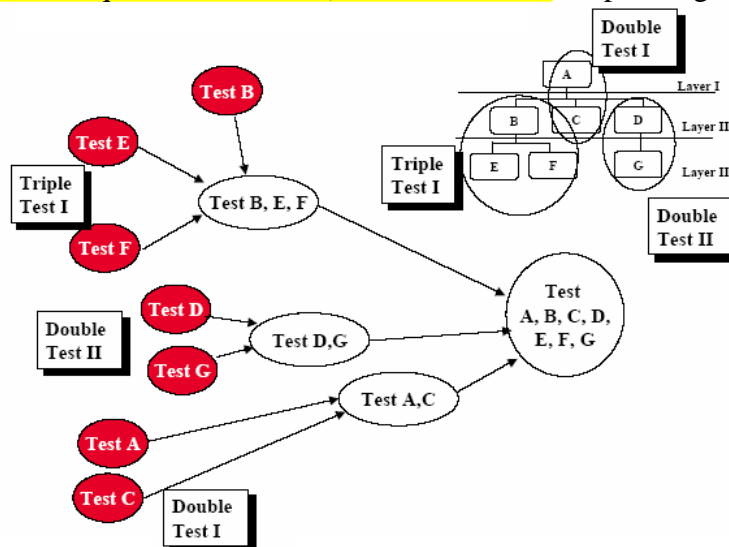 Double
Test I
A
Layer I
B
C
D
Layer II
E
F
G
Layer II
Triple
Test I
Double
Test II
Test B
Test E
Triple
Test I
Test B, E, F
Test F
Test D
Double
Test II
Test D,G
Test G
Test
A, B, C, D,
E, F, G
Test A,C
Test A
Test C
Double
Test I